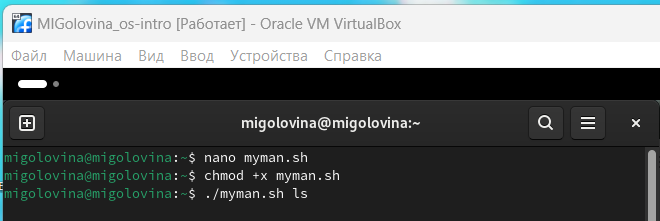 MIGolovina_os-intro [Работает] - Oracle VM VirtualBox
Файл Машина Вид Ввод Устройства Справка
migolovina@migolovina:~
migolovina@migolovina:~$ nano myman.sh
migolovina@migolovina:~$ chmod +x myman.sh
migolovina@migolovina:~$ ./myman.sh ls